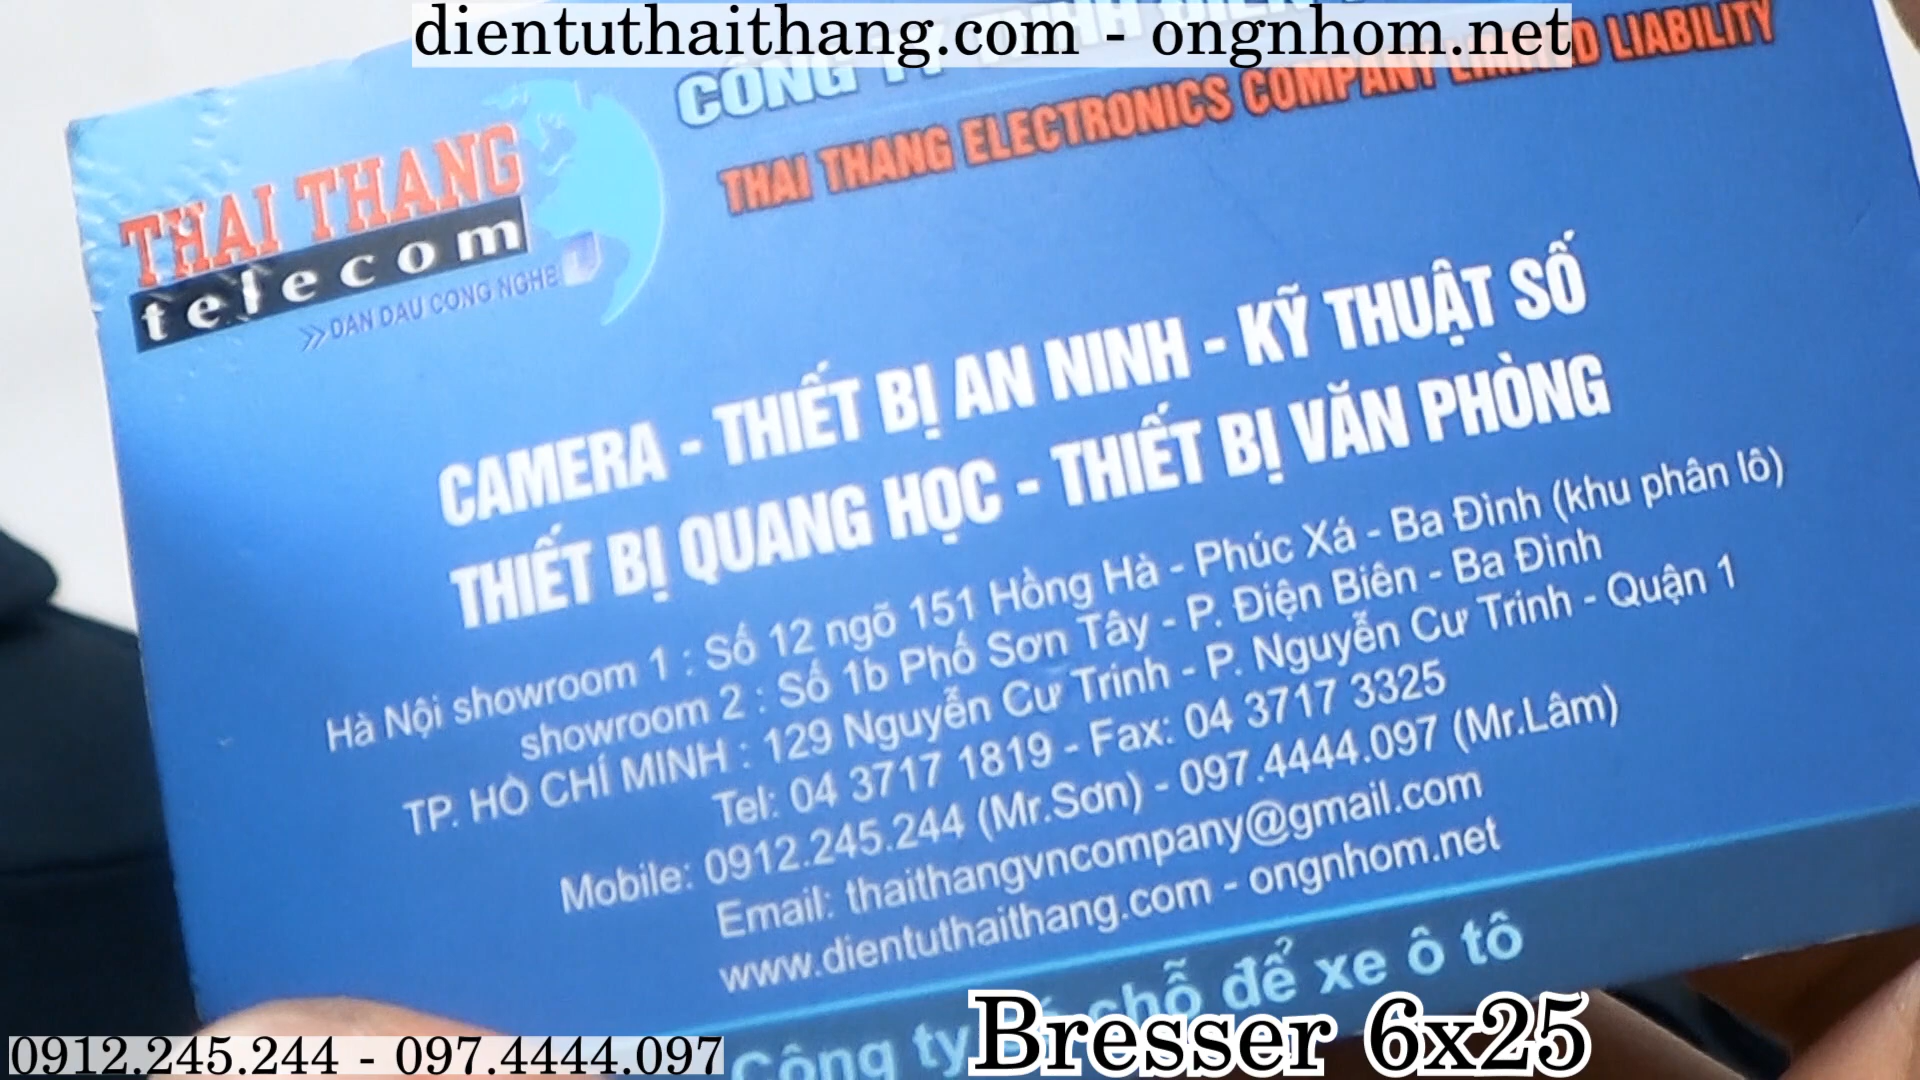 dientuthaithang.com - ongnhom.net
CÔNG TY TNHH
THAI THANG ELECTRONICS COMPANY LIMITED LIABILITY
THAI THANG
telecom
>>DAN DAU CONG NGHE
CAMERA - THIẾT BỊ AN NINH - KỸ THUẬT SỐ
THIẾT BỊ QUANG HỌC - THIẾT BỊ VĂN PHÒNG
Hà Nội showroom 1 : Số 12 ngõ 151 Hồng Hà - Phúc Xá - Ba Đình (khu phân lô)
showroom 2 : Số 1b Phố Sơn Tây - P. Điện Biên - Ba Đình
TP. HỒ CHÍ MINH : 129 Nguyễn Cư Trinh - P. Nguyễn Cư Trinh - Quận 1
Tel: 04 3717 1819 - Fax: 04 3717 3325
Mobile: 0912.245.244 (Mr.Sơn) - 097.4444.097 (Mr.Lâm)
Email: thaithangvncompany@gmail.com
www.dientuthaithang.com - ongnhom.net
Công ty chỗ để xe ô tô
Bresser 6x25
0912.245.244 - 097.4444.097